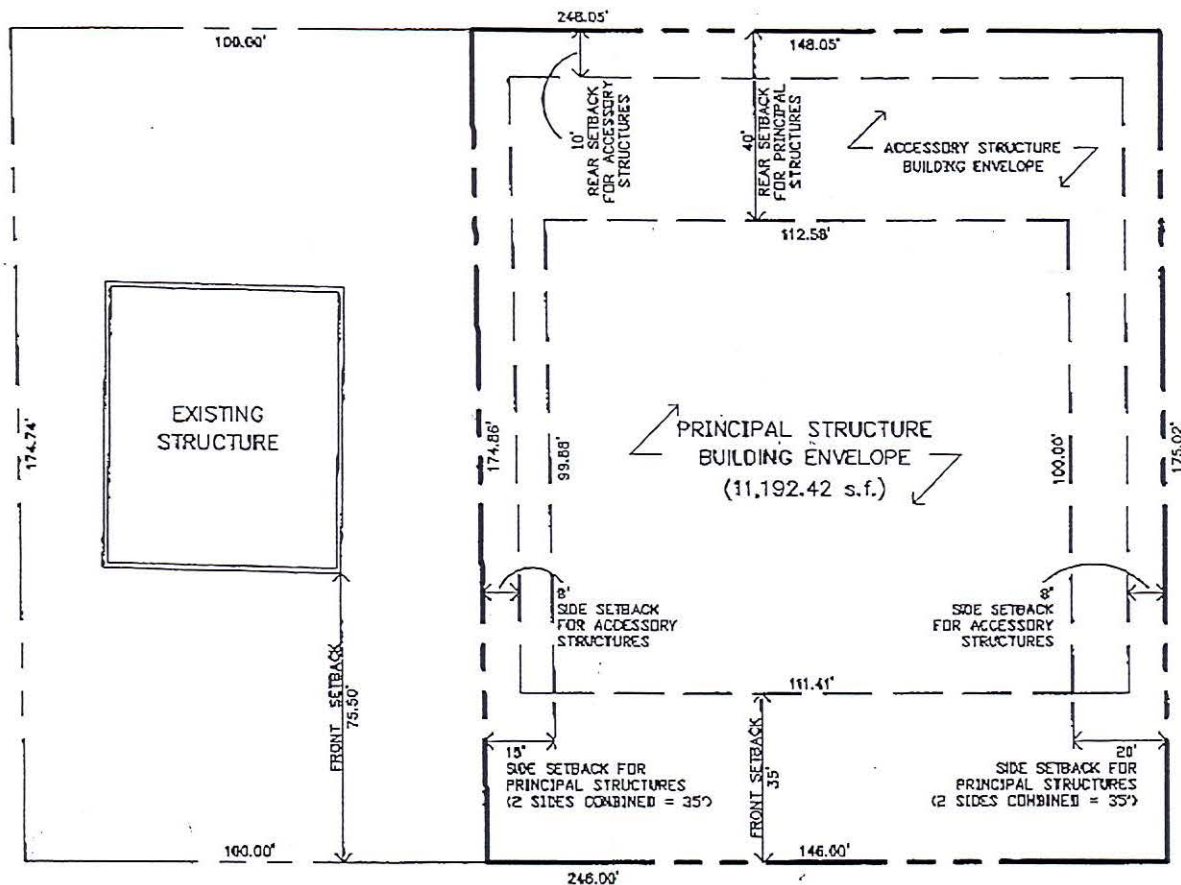 248.05'
100.00'
148.05'
10'
REAR SETBACK
FOR ACCESSORY
STRUCTURES
40'
REAR SETBACK
FOR PRINCIPAL
STRUCTURES
ACCESSORY STRUCTURE
BUILDING ENVELOPE
112.58'
EXISTING
STRUCTURE
174.74'
174.86'
99.88'
PRINCIPAL STRUCTURE
BUILDING ENVELOPE
(11,192.42 s.f.)
100.00'
175.02'
8'
SIDE SETBACK
FOR ACCESSORY
STRUCTURES
8'
SIDE SETBACK
FOR ACCESSORY
STRUCTURES
111.41'
FRONT SETBACK
75.50'
15'
SIDE SETBACK FOR
PRINCIPAL STRUCTURES
(2 SIDES COMBINED = 35')
FRONT SETBACK
35'
20'
SIDE SETBACK FOR
PRINCIPAL STRUCTURES
(2 SIDES COMBINED = 35')
100.00'
146.00'
246.00'